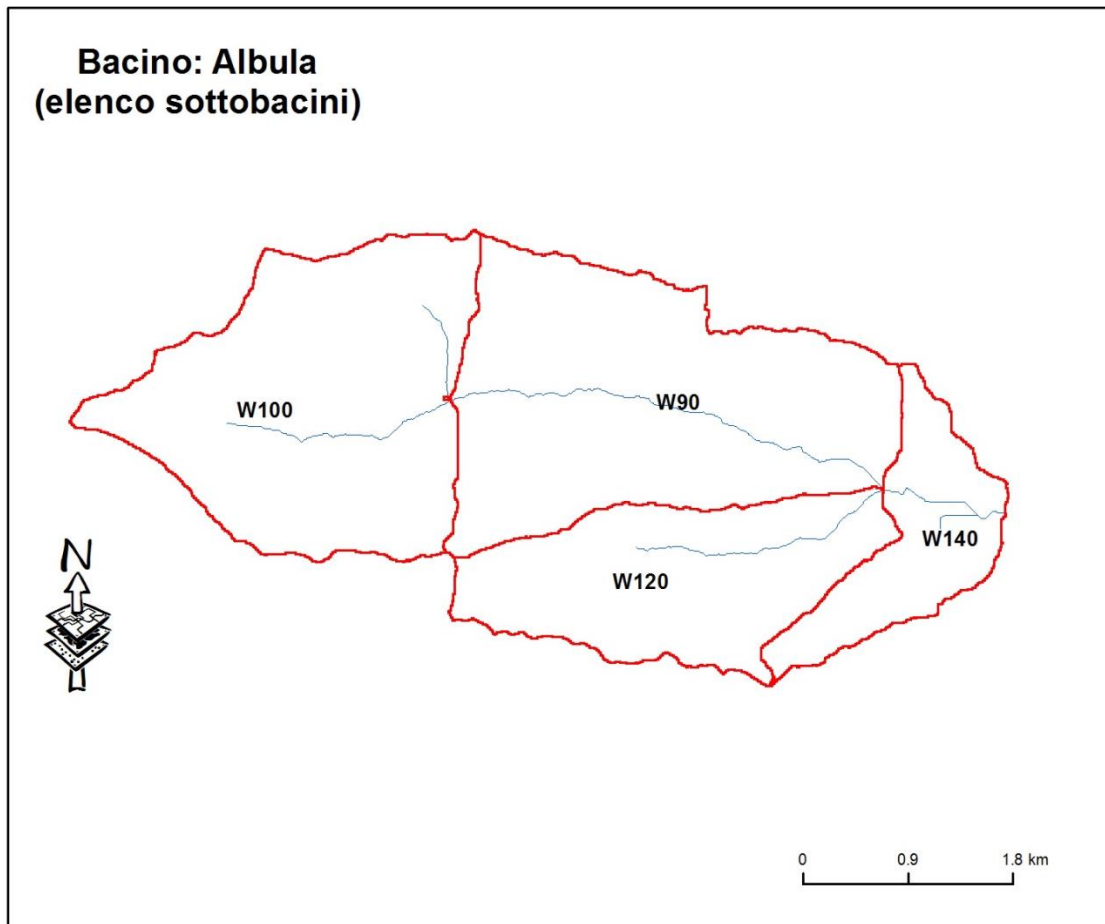 Bacino: Albula
(elenco sottobacini)
W100
W90
W140
W120
N
0 0.9 1.8 km